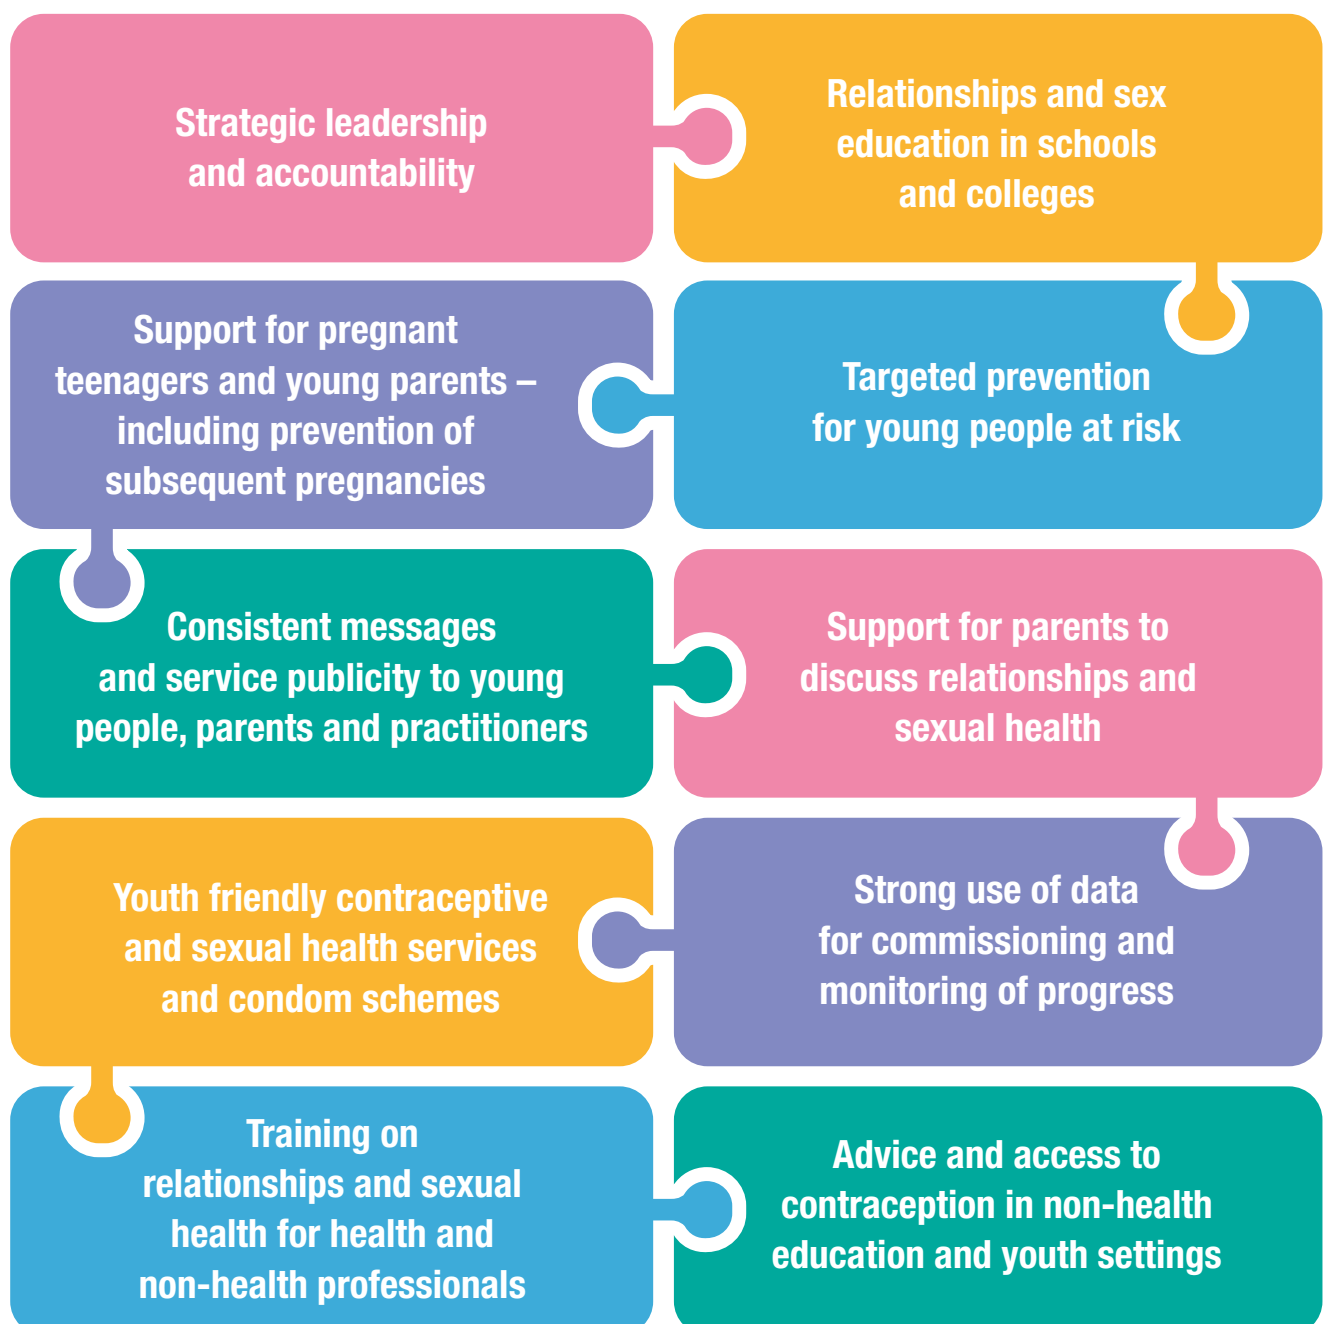 Strategic leadership
and accountability
Relationships and sex
education in schools
and colleges
Support for pregnant
teenagers and young parents –
including prevention of
subsequent pregnancies
Targeted prevention
for young people at risk
Consistent messages
and service publicity to young
people, parents and practitioners
Support for parents to
discuss relationships and
sexual health
Youth friendly contraceptive
and sexual health services
and condom schemes
Strong use of data
for commissioning and
monitoring of progress
Training on
relationships and sexual
health for health and
non-health professionals
Advice and access to
contraception in non-health
education and youth settings